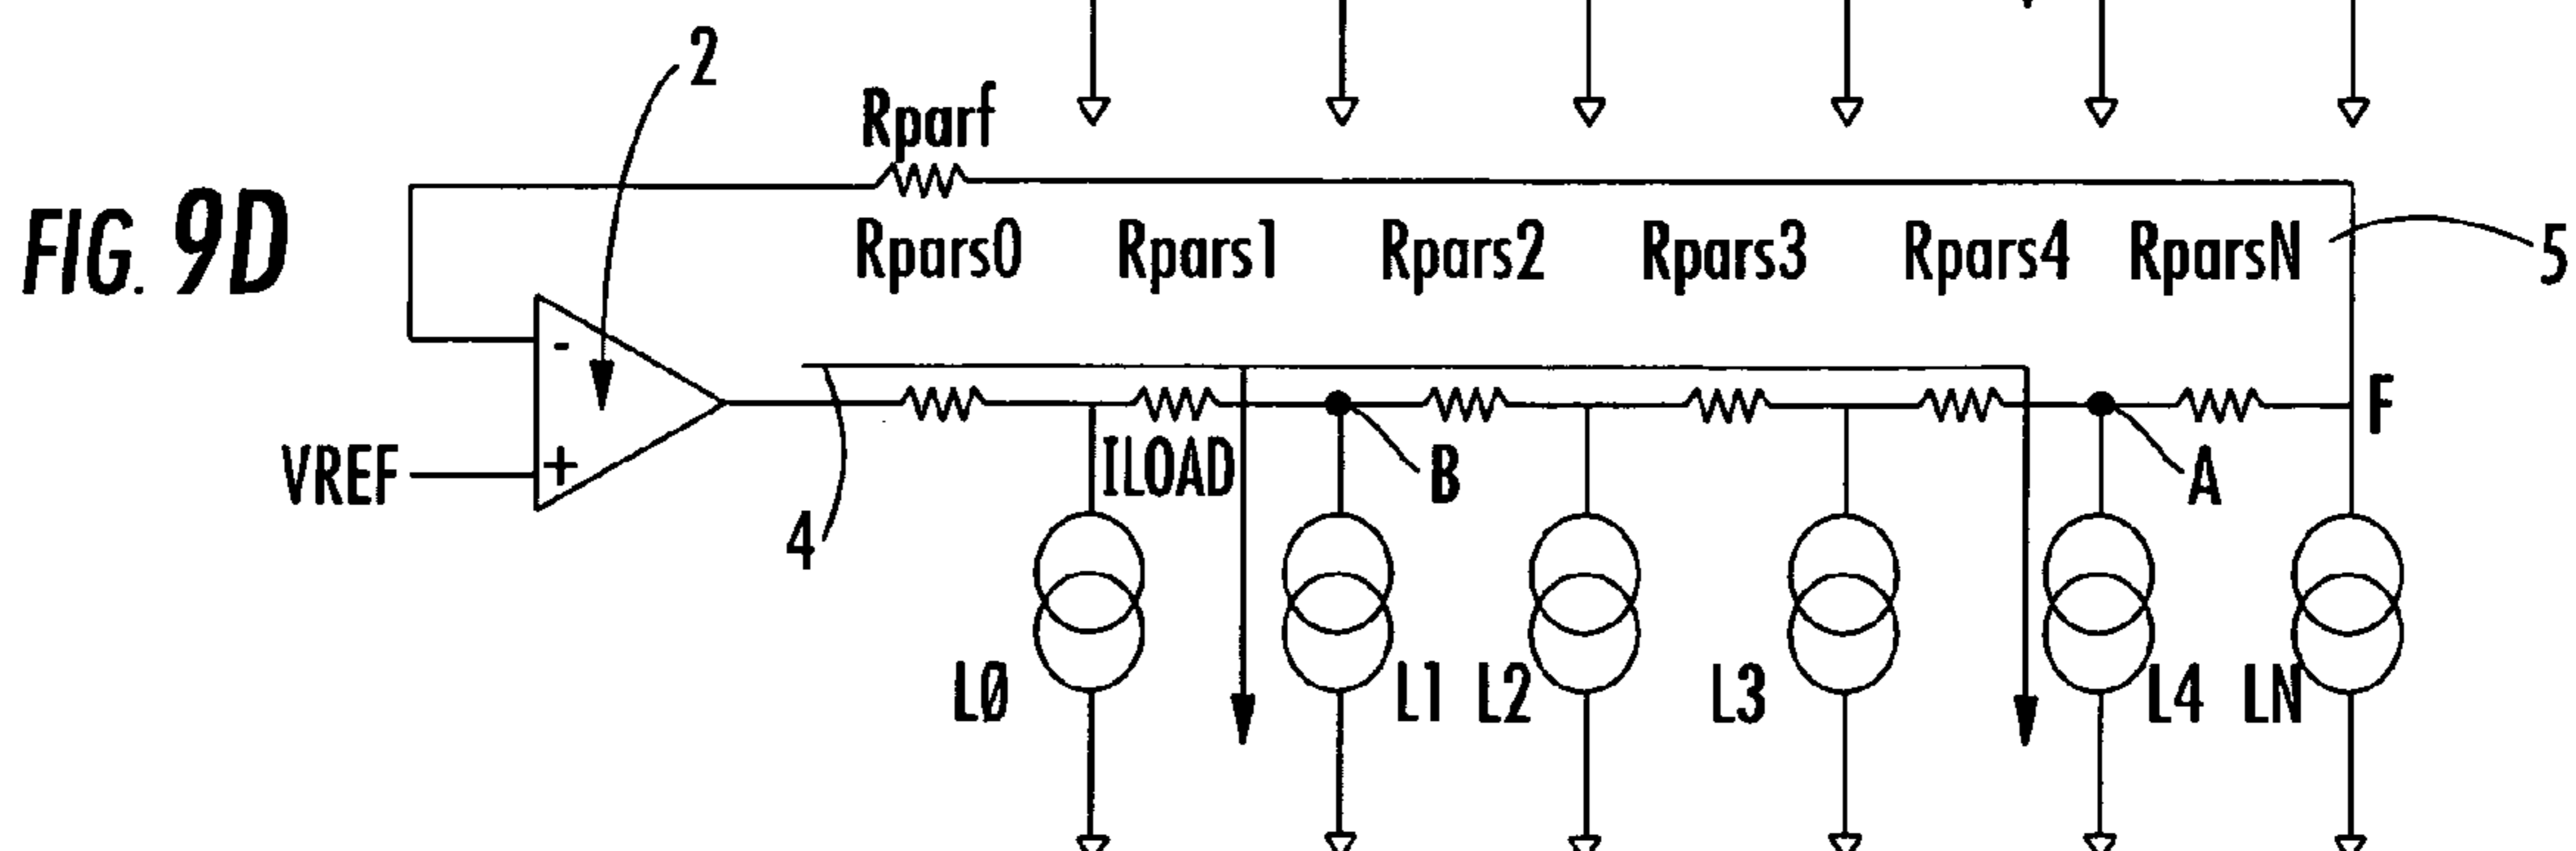 2
Rparf
FIG. 9D
Rpars0 Rpars1 Rpars2 Rpars3 Rpars4 RparsN
5
-
F
VREF
+
ILOAD
B
A
4
LØ
L1
L2
L3
L4
LN